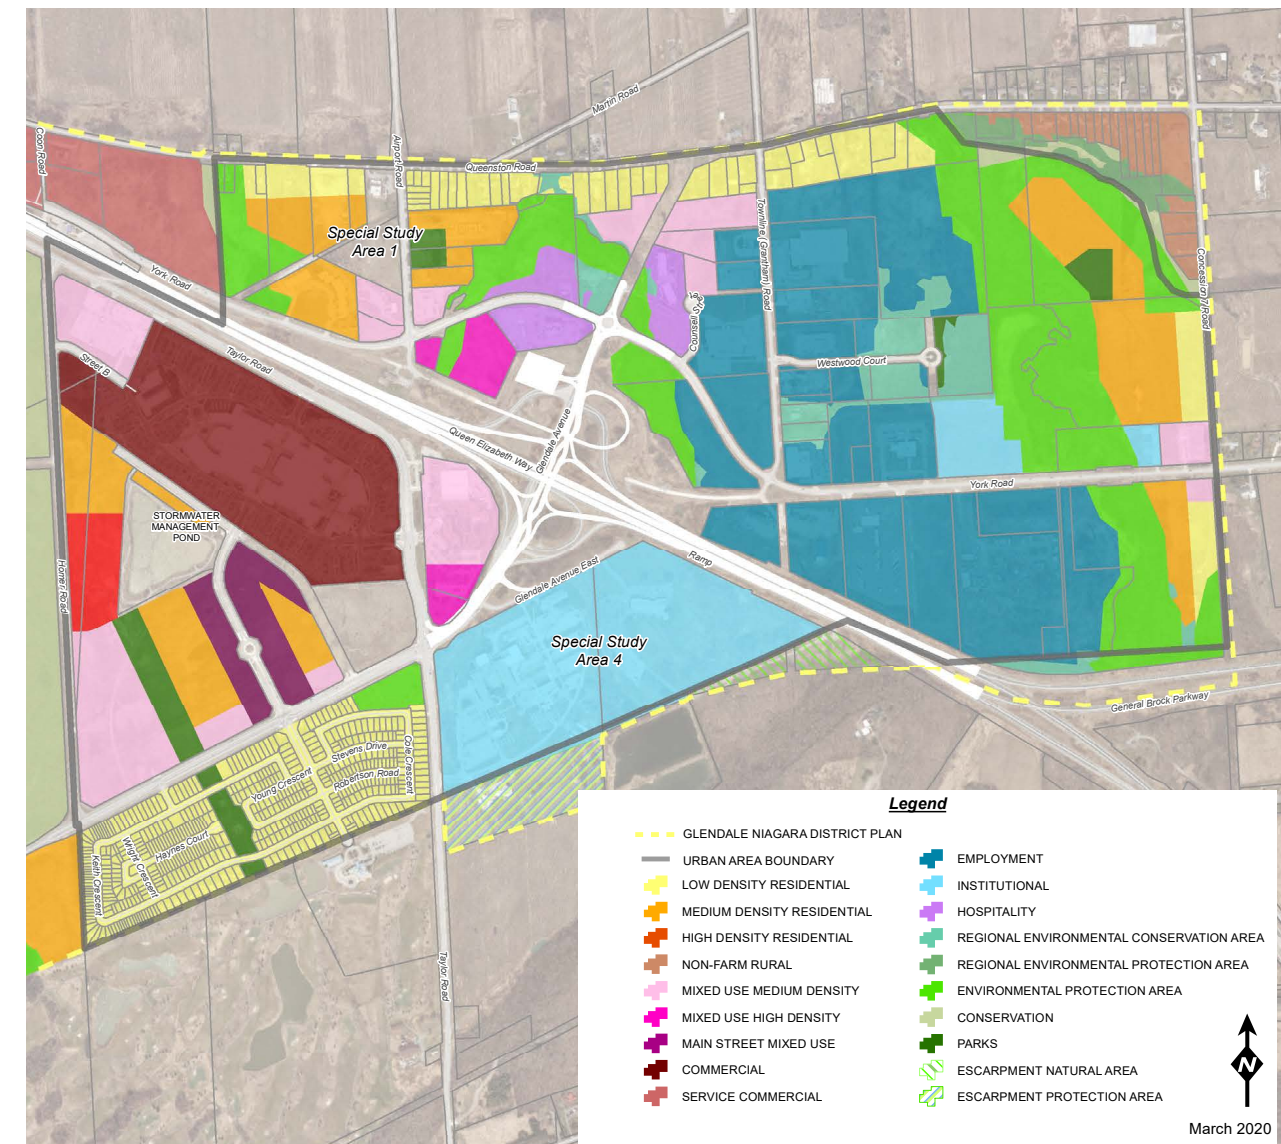 Martin Road
Coon Road
Airport Road
Queenston Road
Special Study
Area 1
Townline (Grantham) Road
Concession 7 Road
York Road
Taylor Road
Street B
Westwood Court
Glendale Avenue
Queen Elizabeth Way
York Road
STORMWATER
MANAGEMENT
POND
Homer Road
Ramp
Glendale Avenue East
Special Study
Area 4
General Brock Parkway
Stevens Drive
Cole Crescent
Robertson Road
Young Crescent
Haynes Court
Wright Crescent
Keith Crescent
Taylor Road
Legend
GLENDALE NIAGARA DISTRICT PLAN
URBAN AREA BOUNDARY
LOW DENSITY RESIDENTIAL
MEDIUM DENSITY RESIDENTIAL
HIGH DENSITY RESIDENTIAL
NON-FARM RURAL
MIXED USE MEDIUM DENSITY
MIXED USE HIGH DENSITY
MAIN STREET MIXED USE
COMMERCIAL
SERVICE COMMERCIAL
EMPLOYMENT
INSTITUTIONAL
HOSPITALITY
REGIONAL ENVIRONMENTAL CONSERVATION AREA
REGIONAL ENVIRONMENTAL PROTECTION AREA
ENVIRONMENTAL PROTECTION AREA
CONSERVATION
PARKS
ESCARPMENT NATURAL AREA
ESCARPMENT PROTECTION AREA
N
March 2020